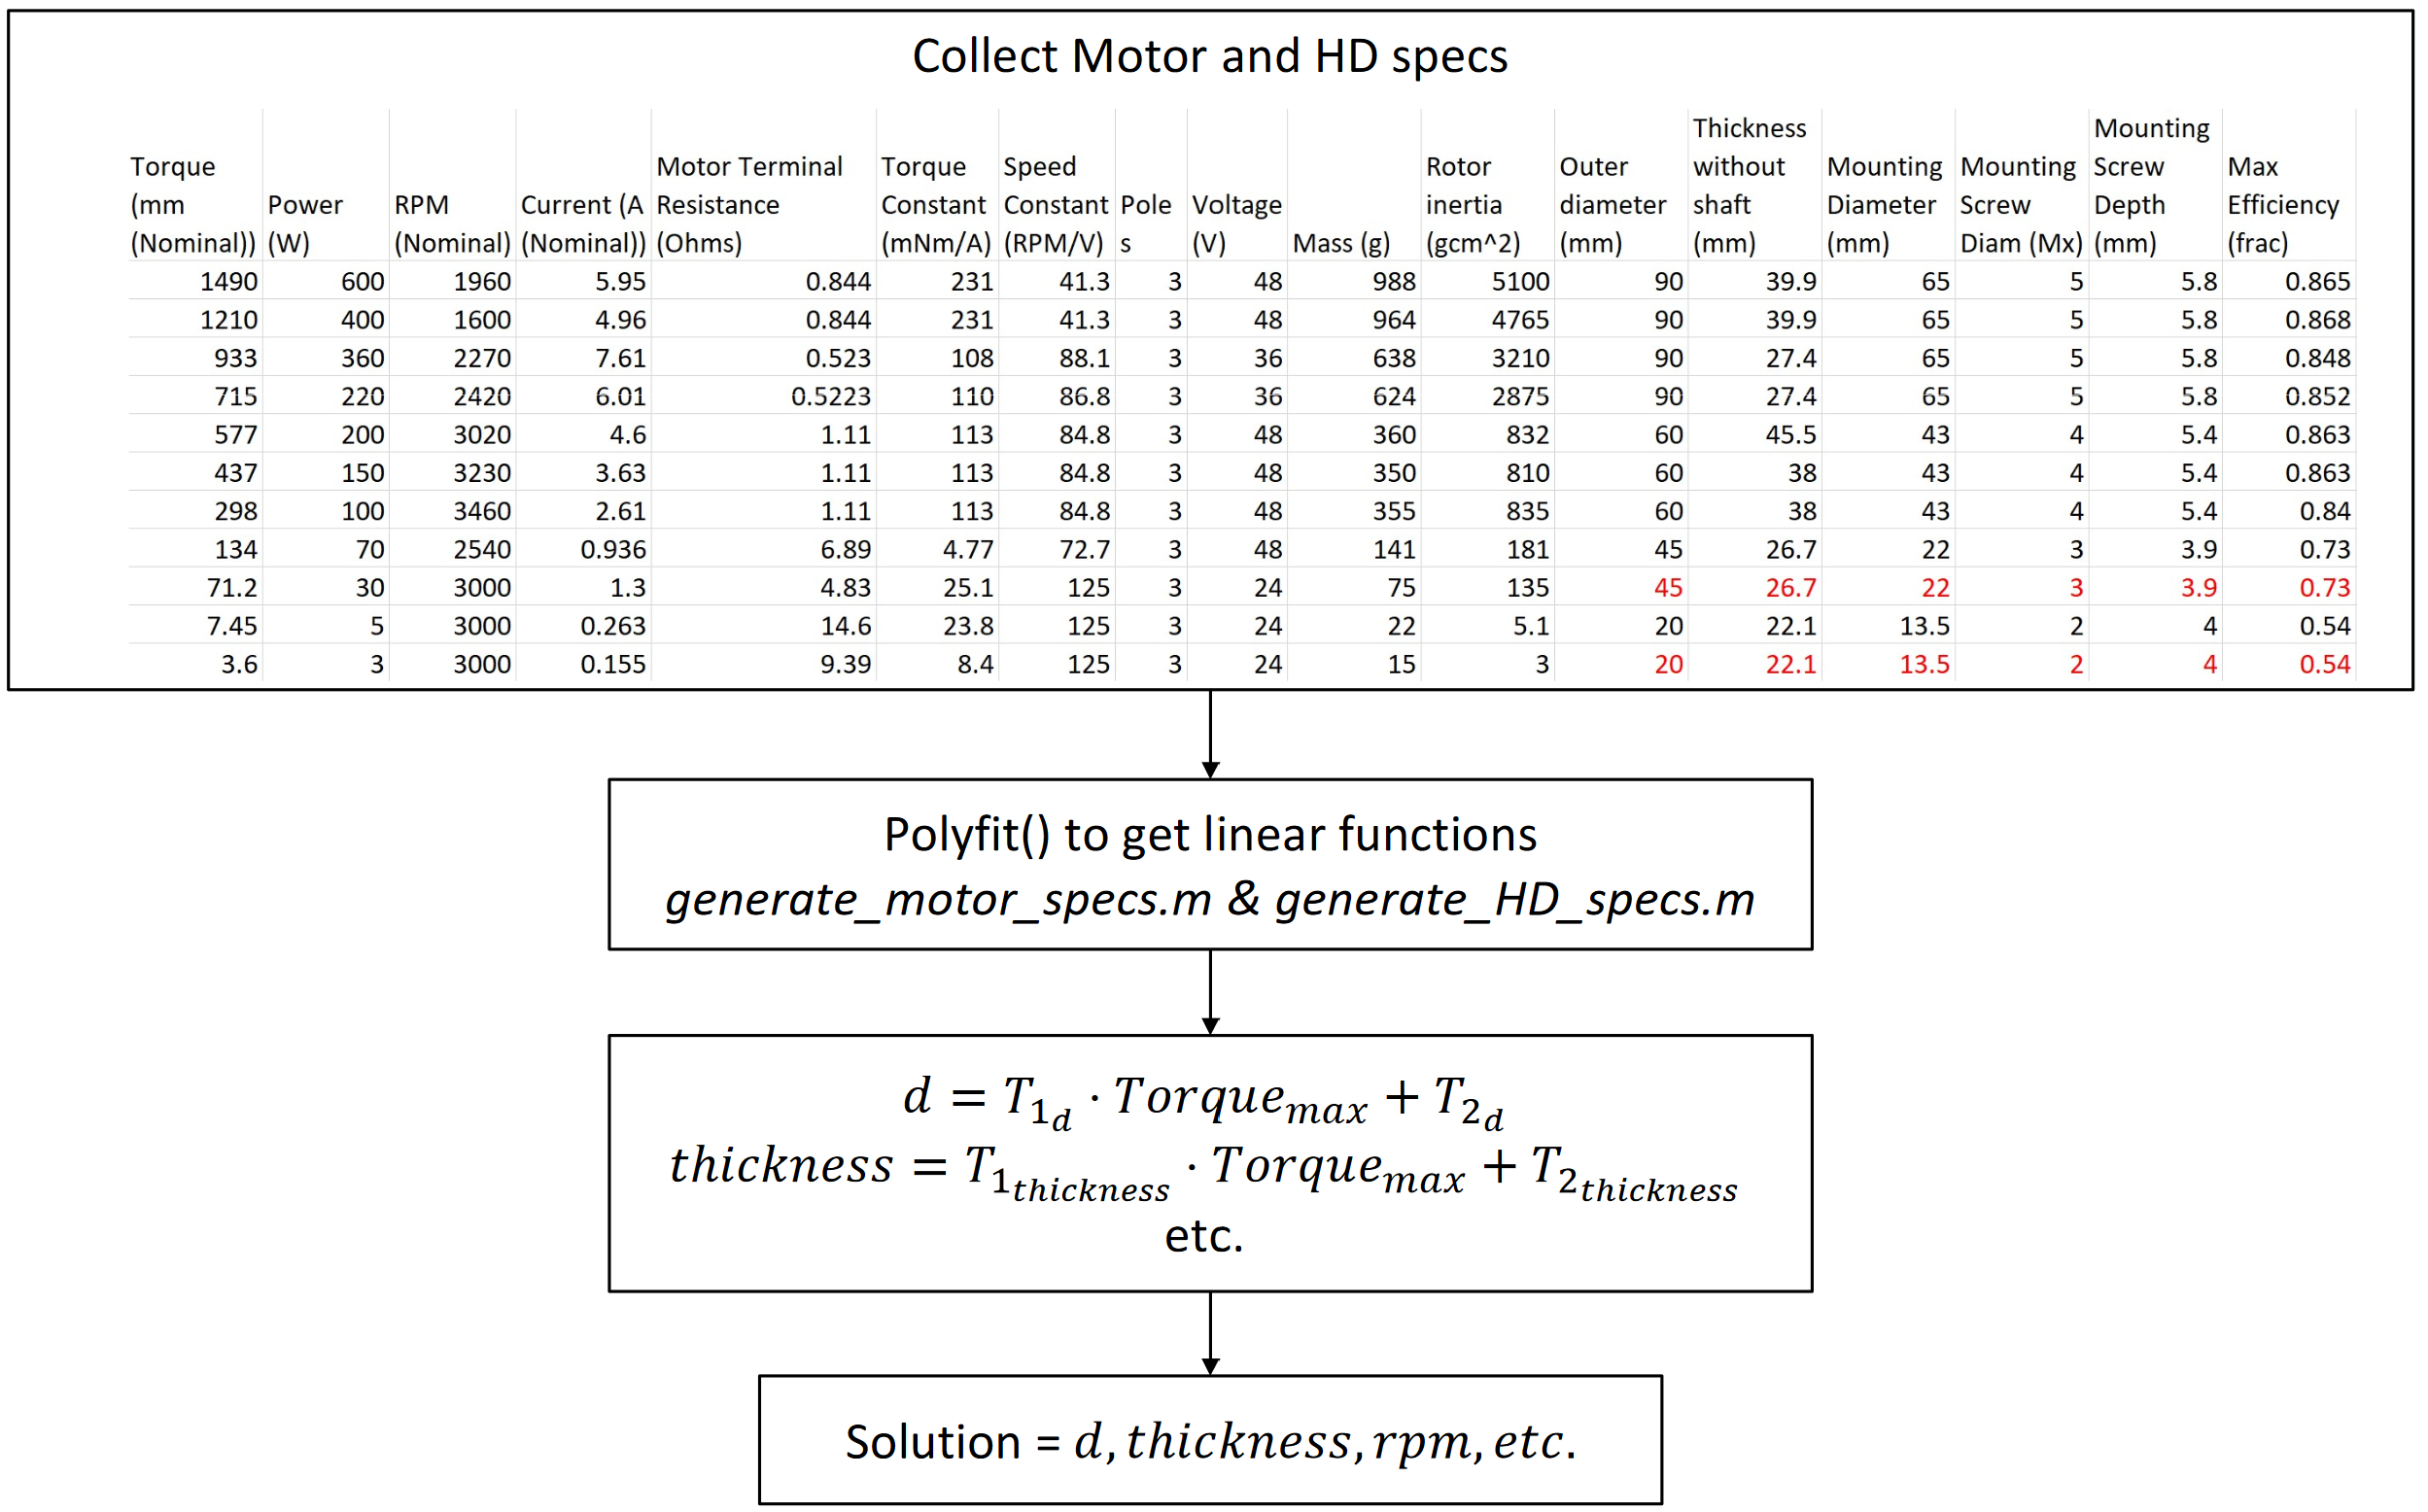 Collect Motor and HD specs
Torque (mm (Nominal)) Power (W) RPM (Nominal) Current (A (Nominal)) Motor Terminal Resistance (Ohms) Torque Constant (mNm/A) Speed Constant (RPM/V) Pole s Voltage (V) Mass (g) Rotor inertia (gcm^2) Outer diameter (mm) Thickness without shaft (mm) Mounting Diameter (mm) Mounting Screw Diam (Mx) Mounting Screw Depth (mm) Max Efficiency (frac)
1490 600 1960 5.95 0.844 231 41.3 3 48 988 5100 90 39.9 65 5 5.8 0.865
1210 400 1600 4.96 0.844 231 41.3 3 48 964 4765 90 39.9 65 5 5.8 0.868
933 360 2270 7.61 0.523 108 88.1 3 36 638 3210 90 27.4 65 5 5.8 0.848
715 220 2420 6.01 0.5223 110 86.8 3 36 624 2875 90 27.4 65 5 5.8 0.852
577 200 3020 4.6 1.11 113 84.8 3 48 360 832 60 45.5 43 4 5.4 0.863
437 150 3230 3.63 1.11 113 84.8 3 48 350 810 60 38 43 4 5.4 0.863
298 100 3460 2.61 1.11 113 84.8 3 48 355 835 60 38 43 4 5.4 0.84
134 70 2540 0.936 6.89 4.77 72.7 3 48 141 181 45 26.7 22 3 3.9 0.73
71.2 30 3000 1.3 4.83 25.1 125 3 24 75 135 45 26.7 22 3 3.9 0.73
7.45 5 3000 0.263 14.6 23.8 125 3 24 22 5.1 20 22.1 13.5 2 4 0.54
3.6 3 3000 0.155 9.39 8.4 125 3 24 15 3 20 22.1 13.5 2 4 0.54
Polyfit() to get linear functions
generate_motor_specs.m & generate_HD_specs.m
d = T_{1_d} · Torque_{max} + T_{2_d}
thickness = T_{1_{thickness}} · Torque_{max} + T_{2_{thickness}}
etc.
Solution = d, thickness, rpm, etc.